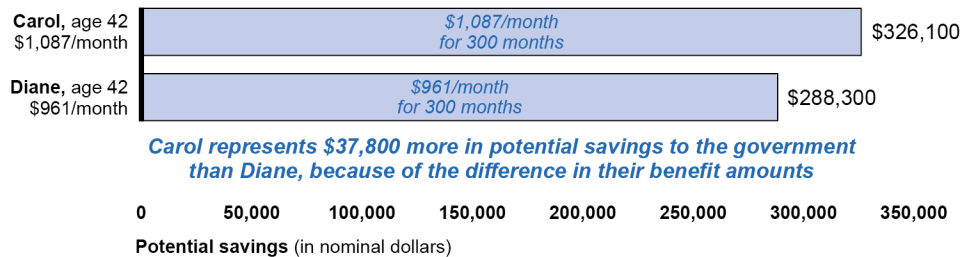 Carol, age 42
$1,087/month
$1,087/month
for 300 months
$326,100
Diane, age 42
$961/month
$961/month
for 300 months
$288,300
Carol represents $37,800 more in potential savings to the government
than Diane, because of the difference in their benefit amounts
0 50,000 100,000 150,000 200,000 250,000 300,000 350,000
Potential savings (in nominal dollars)